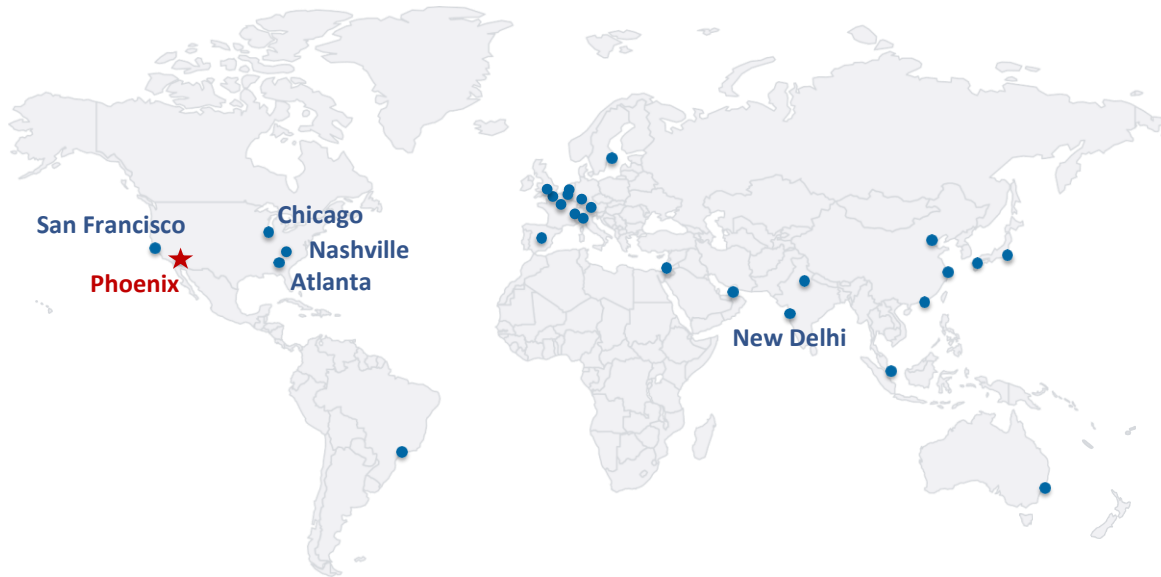 San Francisco
Chicago
Nashville
Phoenix
Atlanta
New Delhi